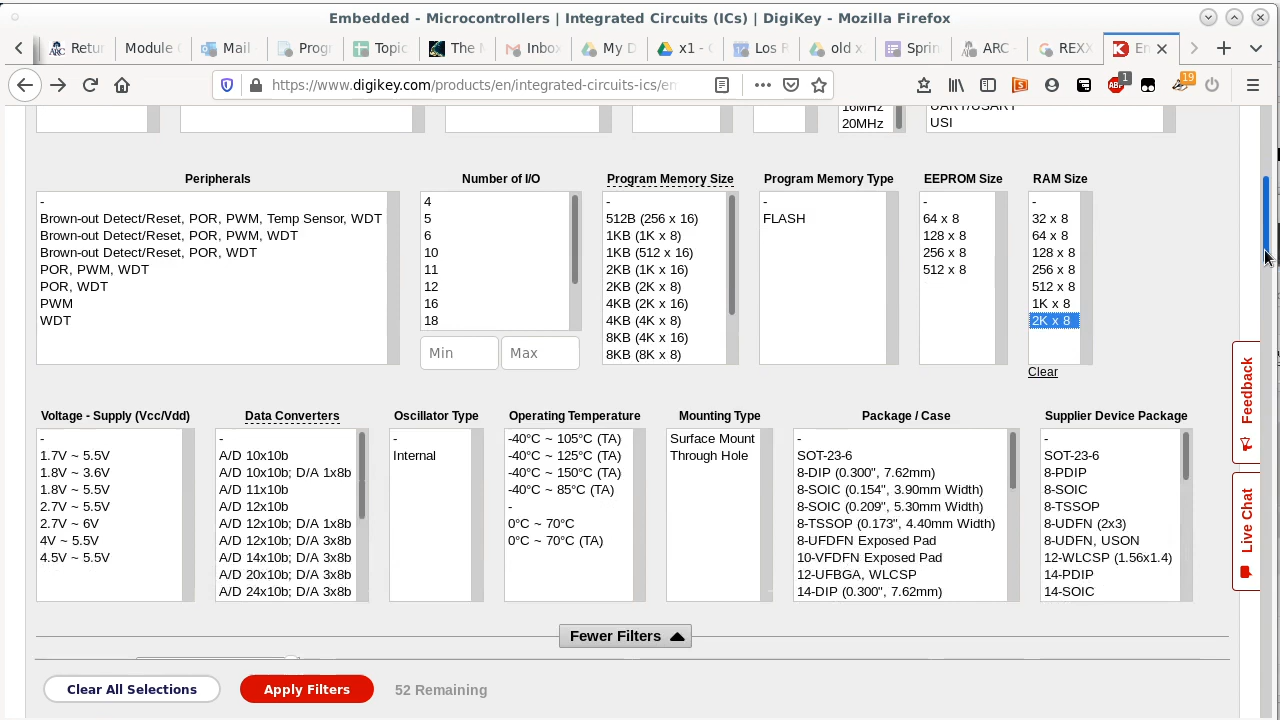 Embedded - Microcontrollers | Integrated Circuits (ICs) | DigiKey - Mozilla Firefox
Retur
Module
Mail
Progr
Topic
The M
Inbox
My D
x1 -
Los R
old X
Sprin
ARC -
REXX
En
https://www.digikey.com/products/en/integrated-circuits-ics/en
ABP
1
19
16MHz
20MHz
UART/USART
USI
Peripherals
-
Brown-out Detect/Reset, POR, PWM, Temp Sensor, WDT
Brown-out Detect/Reset, POR, PWM, WDT
Brown-out Detect/Reset, POR, WDT
POR, PWM, WDT
POR, WDT
PWM
WDT
Number of I/O
4
5
6
10
11
12
16
18
Min
Max
Program Memory Size
-
512B (256 x 16)
1KB (1K x 8)
1KB (512 x 16)
2KB (1K x 16)
2KB (2K x 8)
4KB (2K x 16)
4KB (4K x 8)
8KB (4K x 16)
8KB (8K x 8)
Program Memory Type
-
FLASH
EEPROM Size
-
64 x 8
128 x 8
256 x 8
512 x 8
RAM Size
-
32 x 8
64 x 8
128 x 8
256 x 8
512 x 8
1K x 8
2K x 8
Clear
Voltage - Supply (Vcc/Vdd)
-
1.7V ~ 5.5V
1.8V ~ 3.6V
1.8V ~ 5.5V
2.7V ~ 5.5V
2.7V ~ 6V
4V ~ 5.5V
4.5V ~ 5.5V
Data Converters
-
A/D 10x10b
A/D 10x10b; D/A 1x8b
A/D 11x10b
A/D 12x10b
A/D 12x10b; D/A 1x8b
A/D 12x10b; D/A 3x8b
A/D 14x10b; D/A 3x8b
A/D 20x10b; D/A 3x8b
A/D 24x10b; D/A 3x8b
Oscillator Type
-
Internal
Operating Temperature
-40°C ~ 105°C (TA)
-40°C ~ 125°C (TA)
-40°C ~ 150°C (TA)
-40°C ~ 85°C (TA)
-
0°C ~ 70°C
0°C ~ 70°C (TA)
Mounting Type
Surface Mount
Through Hole
Package / Case
-
SOT-23-6
8-DIP (0.300", 7.62mm)
8-SOIC (0.154", 3.90mm Width)
8-SOIC (0.209", 5.30mm Width)
8-TSSOP (0.173", 4.40mm Width)
8-UFDFN Exposed Pad
10-VFDFN Exposed Pad
12-UFBGA, WLCSP
14-DIP (0.300", 7.62mm)
Supplier Device Package
-
SOT-23-6
8-PDIP
8-SOIC
8-TSSOP
8-UDFN (2x3)
8-UDFN, USON
12-WLCSP (1.56x1.4)
14-PDIP
14-SOIC
Feedback
Live Chat
Fewer Filters
Clear All Selections
Apply Filters
52 Remaining